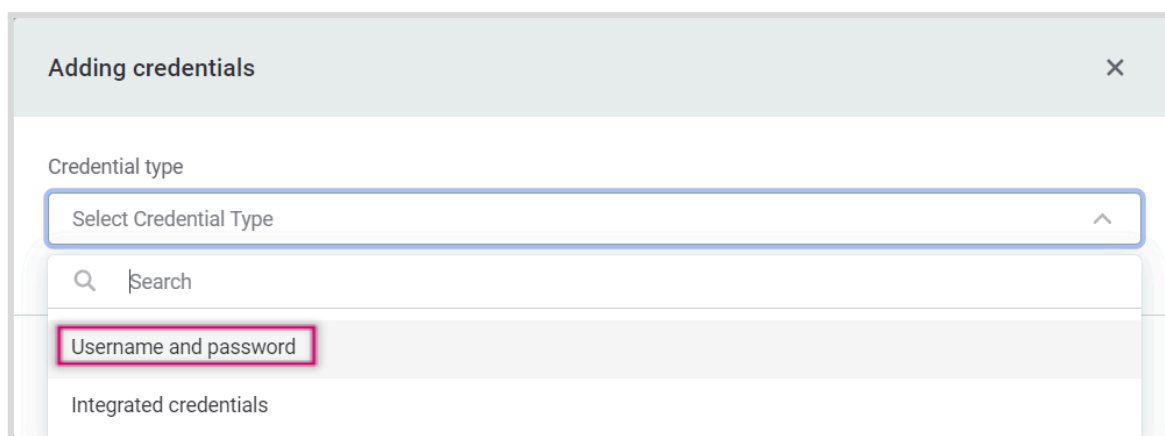 Adding credentials
Credential type
Select Credential Type
Search
Username and password
Integrated credentials